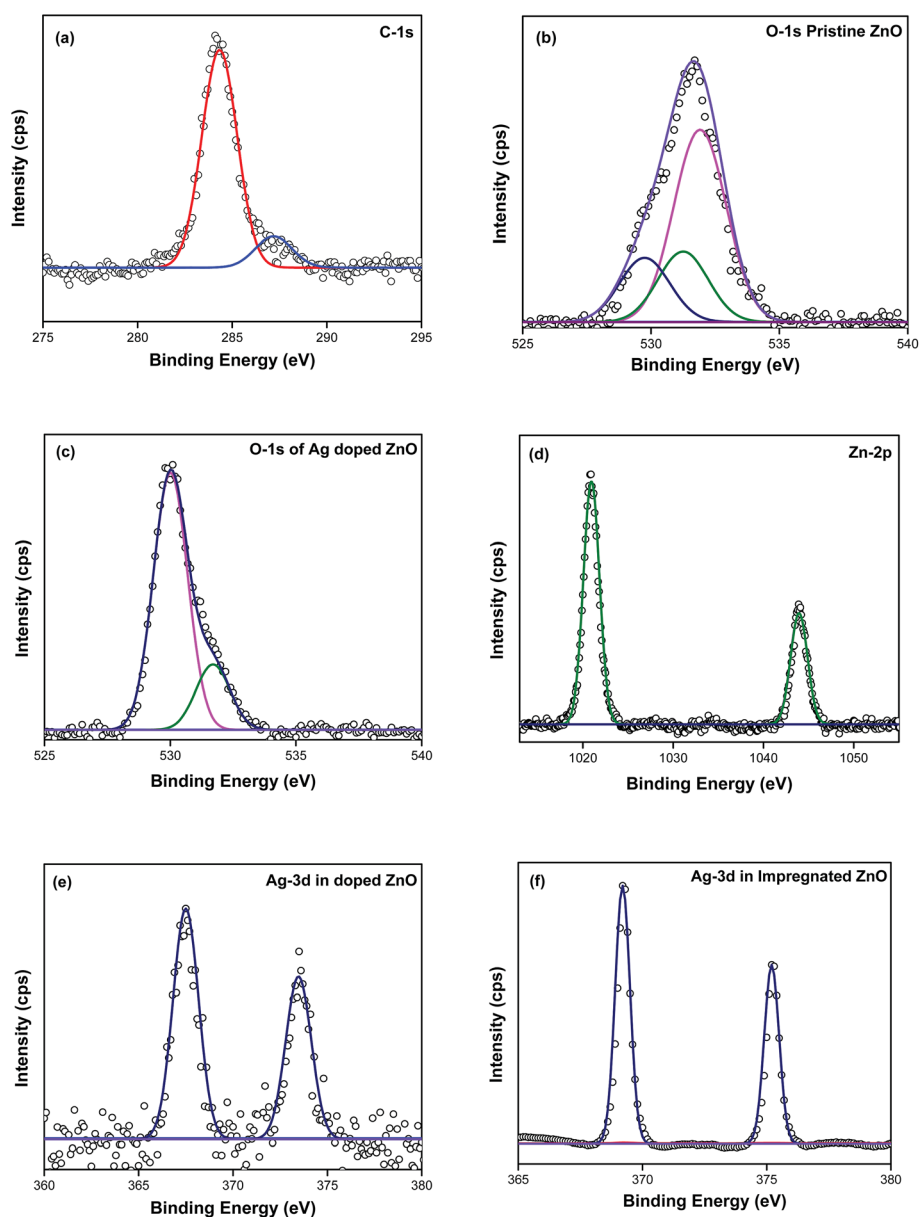 (a)
C-1s
Intensity (cps)
275 280 285 290 295
Binding Energy (eV)
(b)
O-1s Pristine ZnO
Intensity (cps)
525 530 535 540
Binding Energy (eV)
(c)
O-1s of Ag doped ZnO
Intensity (cps)
525 530 535 540
Binding Energy (eV)
(d)
Zn-2p
Intensity (cps)
1020 1030 1040 1050
Binding Energy (eV)
(e)
Ag-3d in doped ZnO
Intensity (cps)
360 365 370 375 380
Binding Energy (eV)
(f)
Ag-3d in Impregnated ZnO
Intensity (cps)
365 370 375 380
Binding Energy (eV)